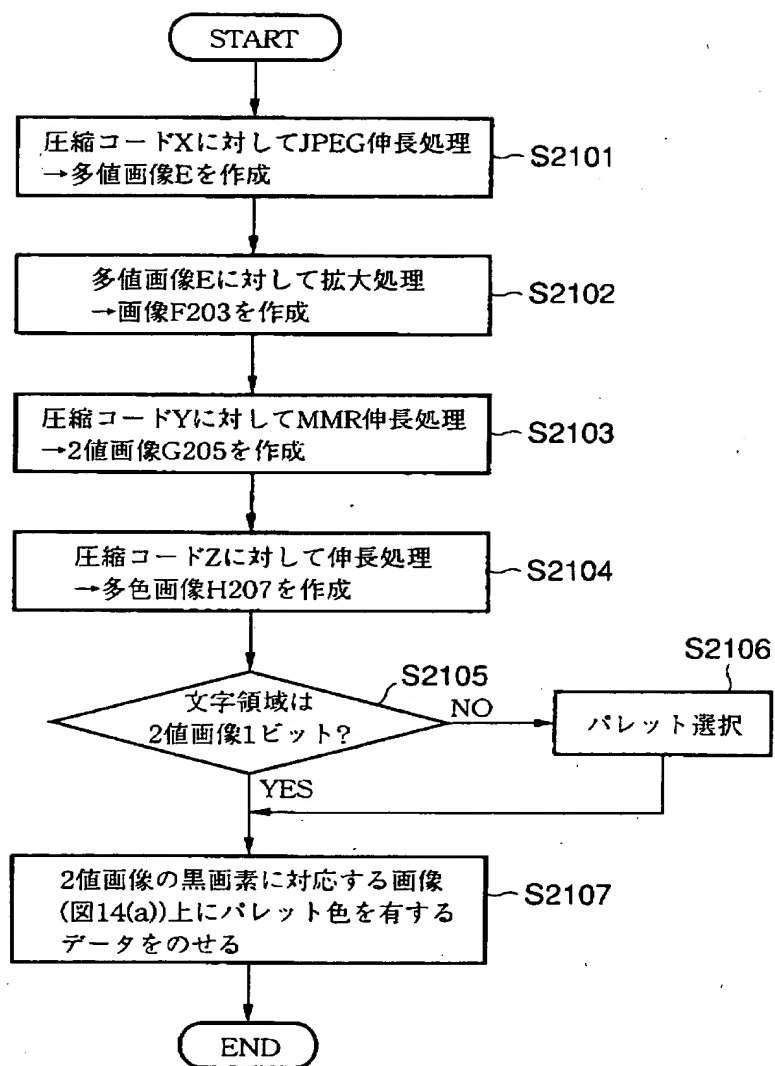 START
圧縮コードXに対してJPEG伸長処理
→多値画像Eを作成
S2101
多値画像Eに対して拡大処理
→画像F203を作成
S2102
圧縮コードYに対してMMR伸長処理
→2値画像G205を作成
S2103
圧縮コードZに対して伸長処理
→多色画像H207を作成
S2104
S2105
文字領域は
2値画像1ビット?
NO
S2106
パレット選択
YES
2値画像の黒画素に対応する画像
(図14(a))上にパレット色を有する
データをのせる
S2107
END